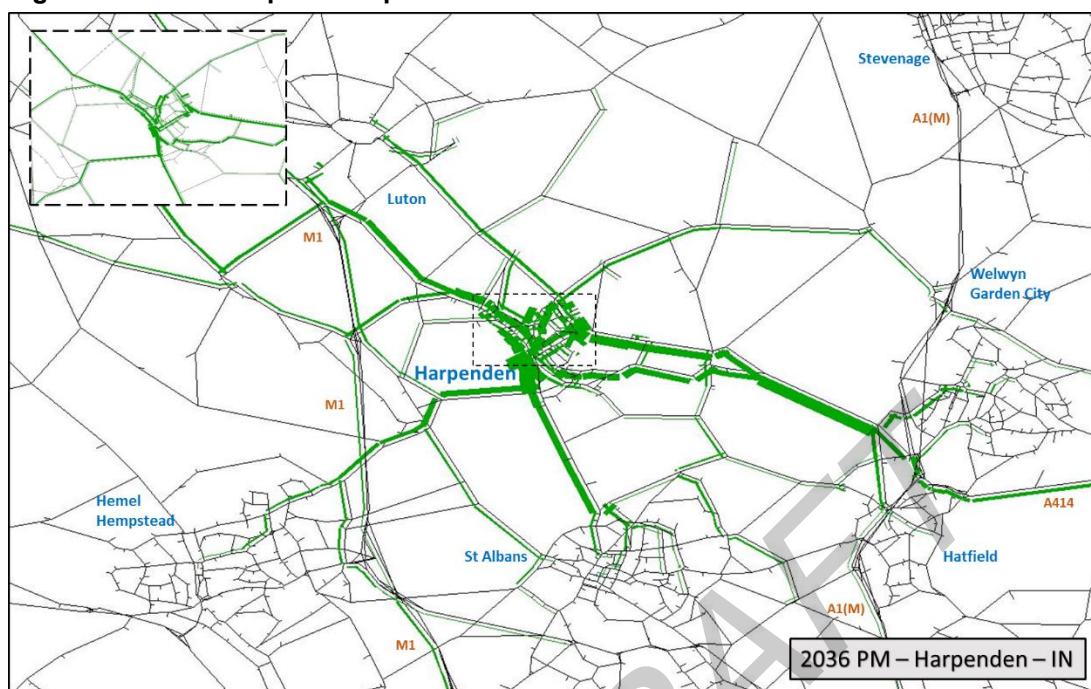 Stevenage
A1(M)
Luton
M1
Welwyn
Garden City
Harpenden
M1
Hemel
Hempstead
A414
St Albans
Hatfield
A1(M)
M1
DRAFT
2036 PM – Harpenden – IN